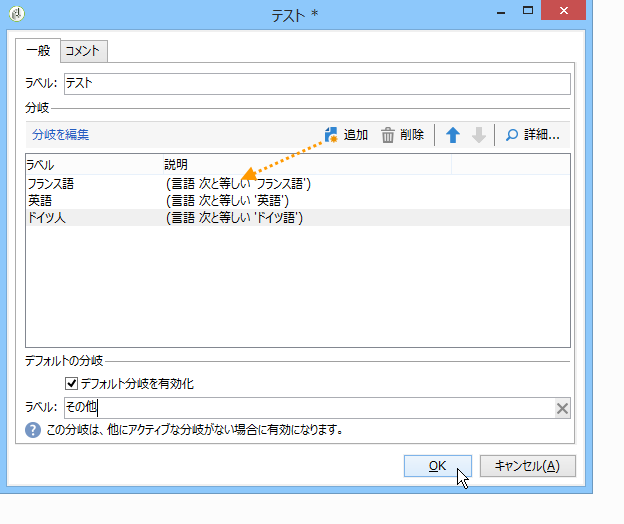 テスト *
一般 コメント
ラベル: テスト
分岐
分岐を編集 追加 削除 詳細...
ラベル 説明
フランス語 (言語 次と等しい 'フランス語')
英語 (言語 次と等しい '英語')
ドイツ人 (言語 次と等しい 'ドイツ語')
デフォルトの分岐
デフォルト分岐を有効化
ラベル: その他
? この分岐は、他にアクティブな分岐がない場合に有効になります。
OK キャンセル(A)